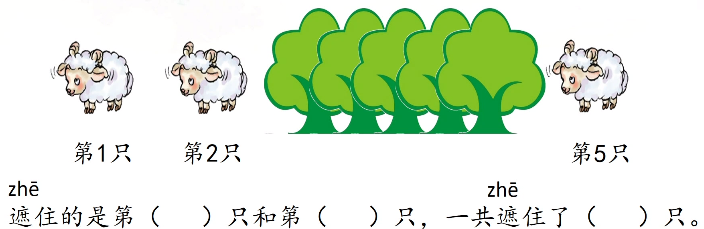 第1只 第2只 第5只
zhē zhē
遮住的是第（ ）只和第（ ）只，一共遮住了（ ）只。